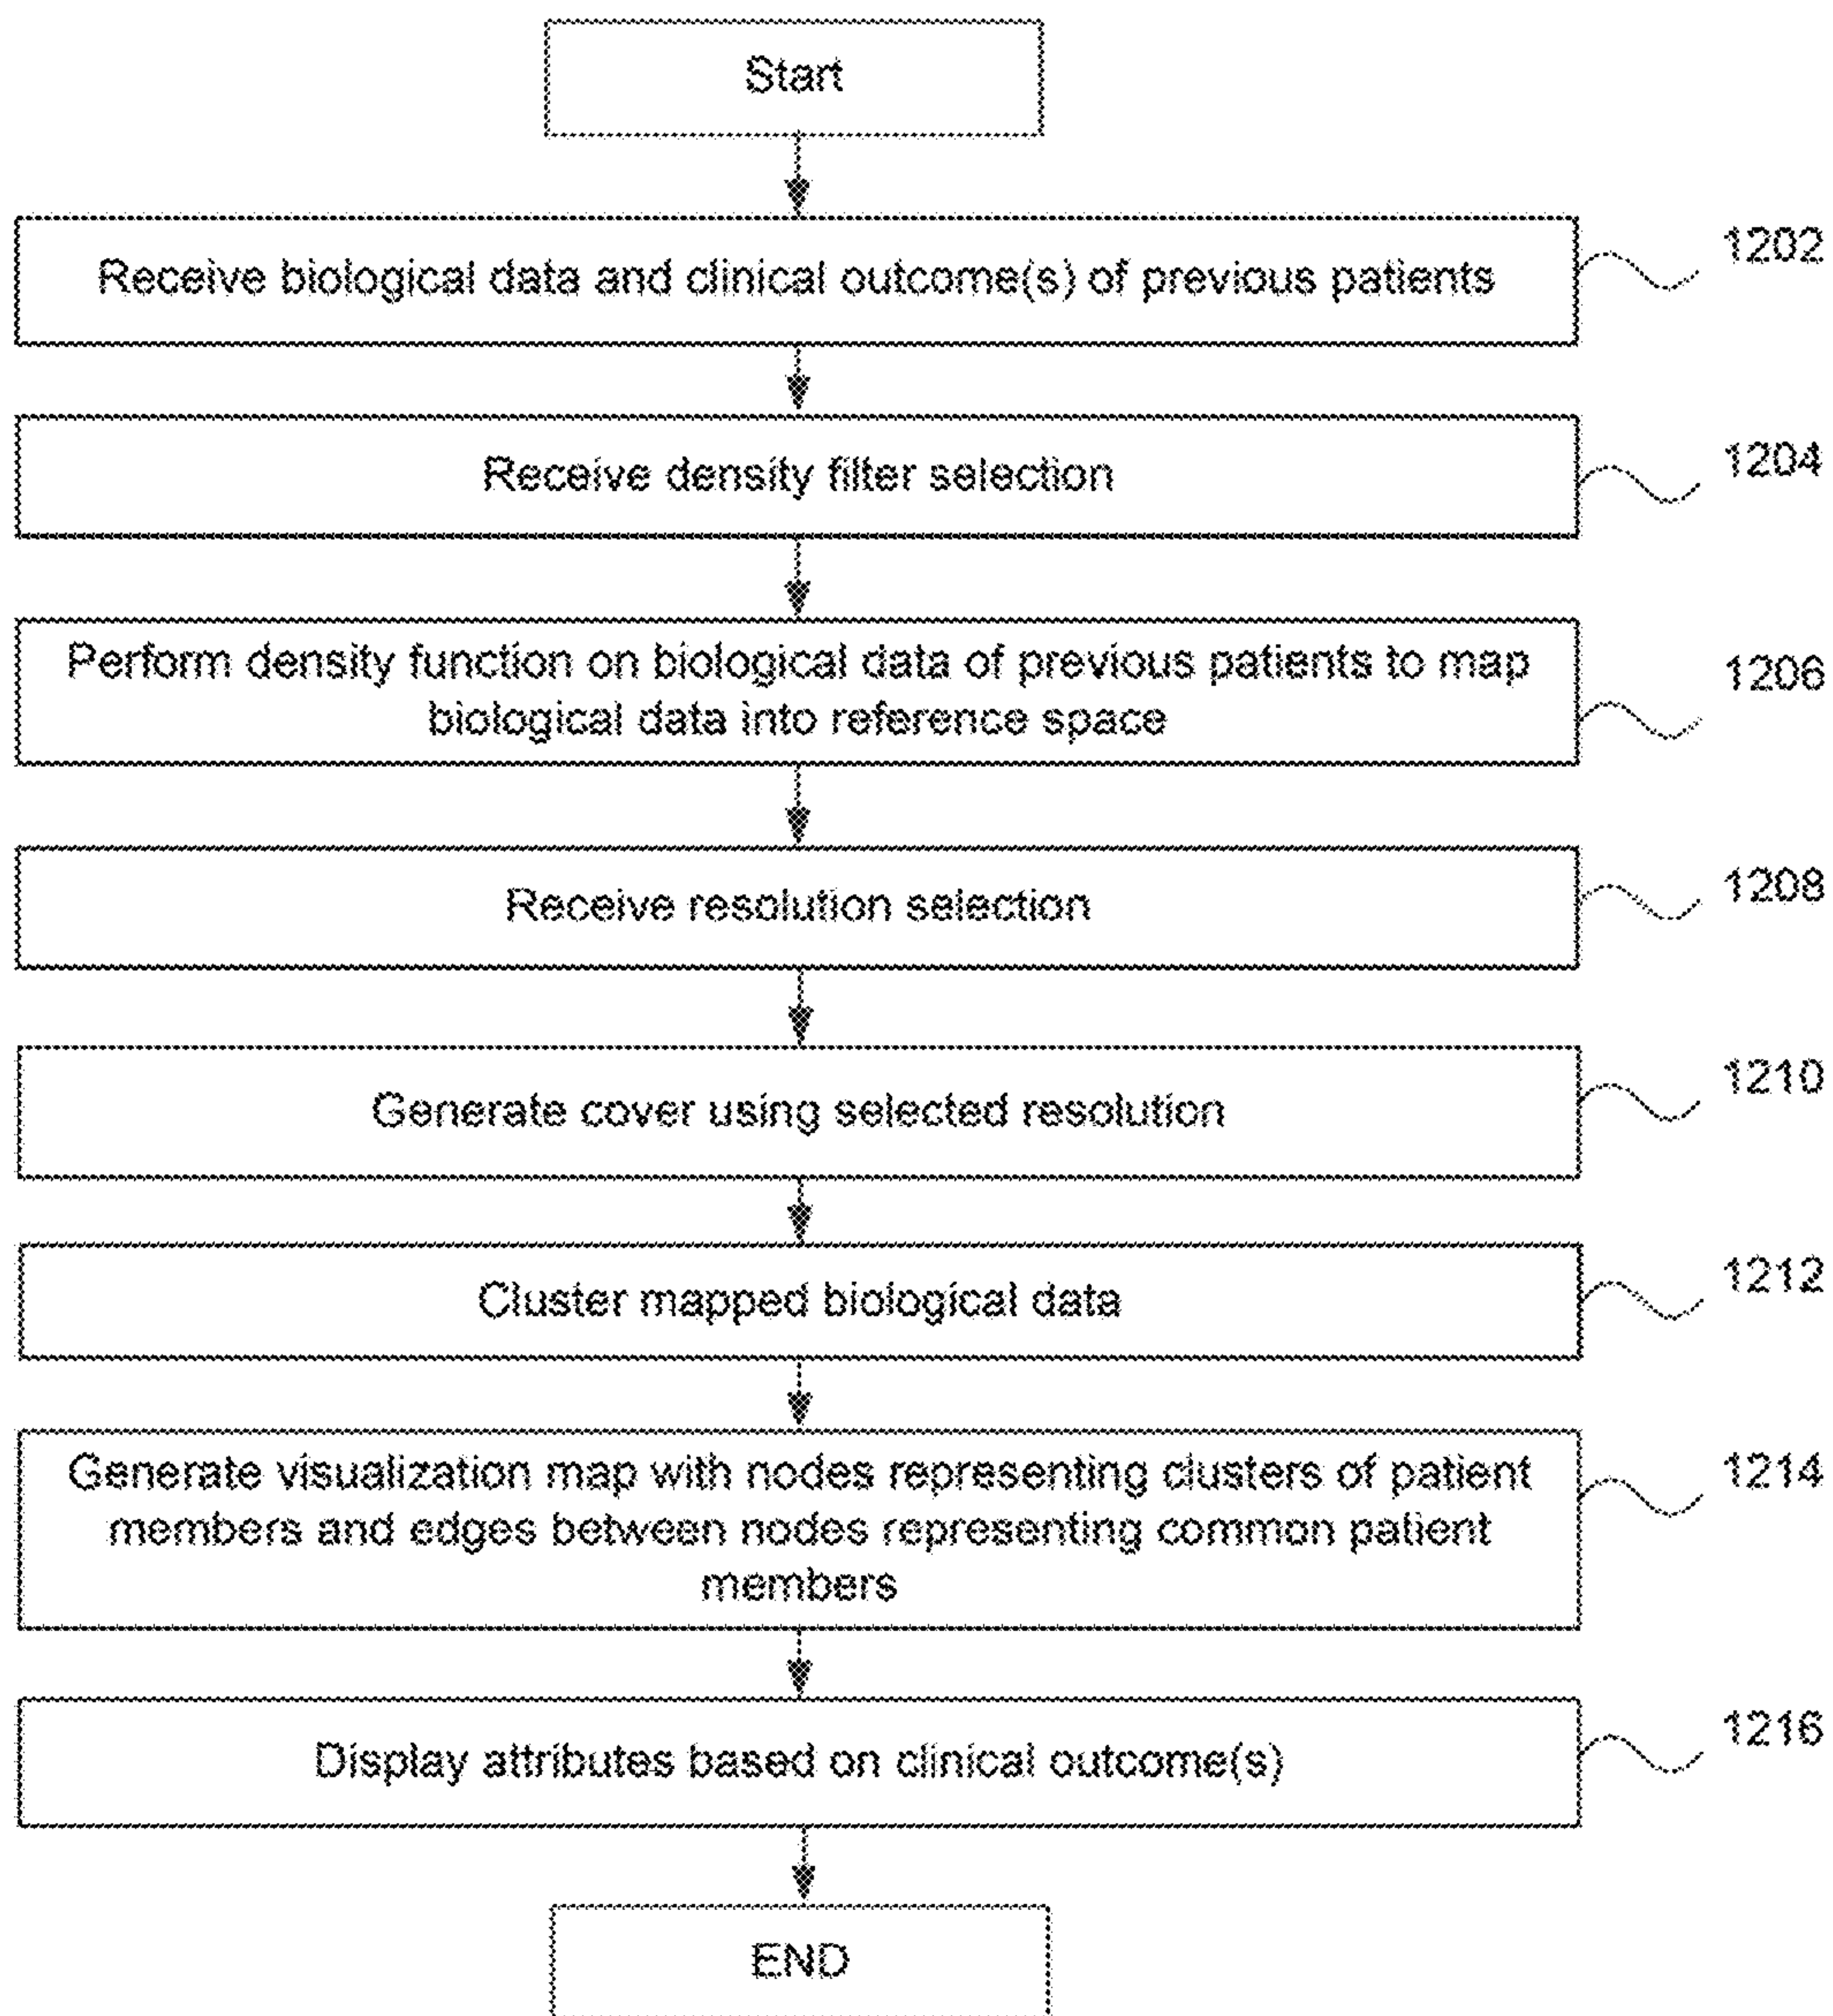 Start
Receive biological data and clinical outcome(s) of previous patients
1202
Receive density filter selection
1204
Perform density function on biological data of previous patients to map
biological data into reference space
1206
Receive resolution selection
1208
Generate cover using selected resolution
1210
Cluster mapped biological data
1212
Generate visualization map with nodes representing clusters of patient
members and edges between nodes representing common patient
members
1214
Display attributes based on clinical outcome(s)
1216
END